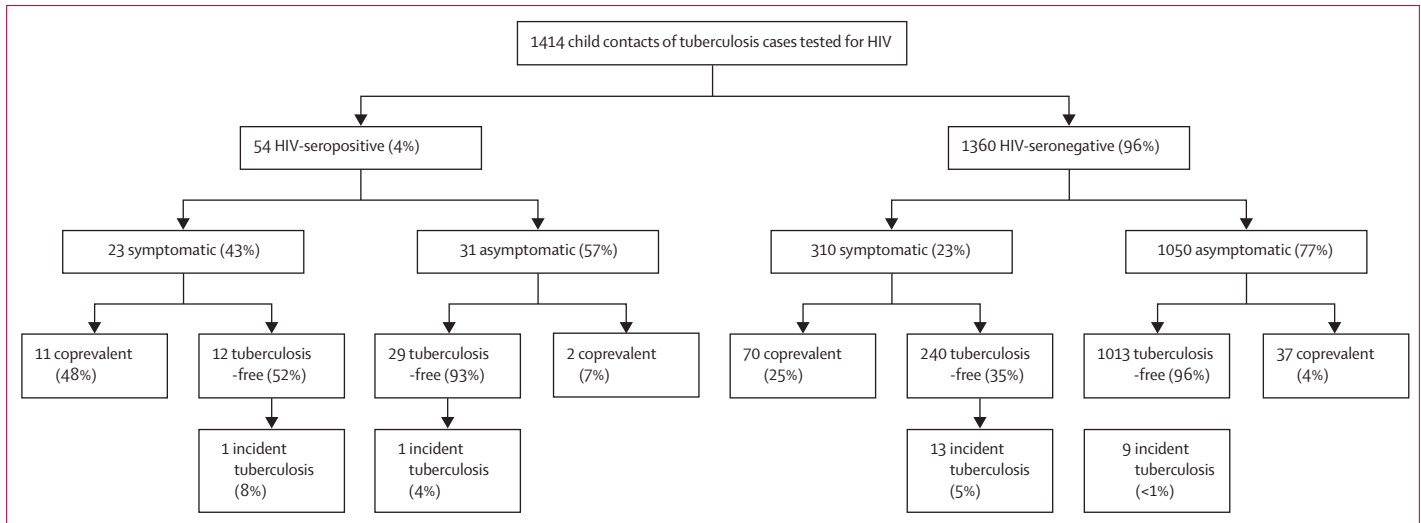 1414 child contacts of tuberculosis cases tested for HIV
54 HIV-seropositive (4%)
1360 HIV-seronegative (96%)
23 symptomatic (43%)
31 asymptomatic (57%)
310 symptomatic (23%)
1050 asymptomatic (77%)
11 coprevalent
(48%)
12 tuberculosis
-free (52%)
29 tuberculosis
-free (93%)
2 coprevalent
(7%)
70 coprevalent
(25%)
240 tuberculosis
-free (35%)
1013 tuberculosis
-free (96%)
37 coprevalent
(4%)
1 incident
tuberculosis
(8%)
1 incident
tuberculosis
(4%)
13 incident
tuberculosis
(5%)
9 incident
tuberculosis
(<1%)